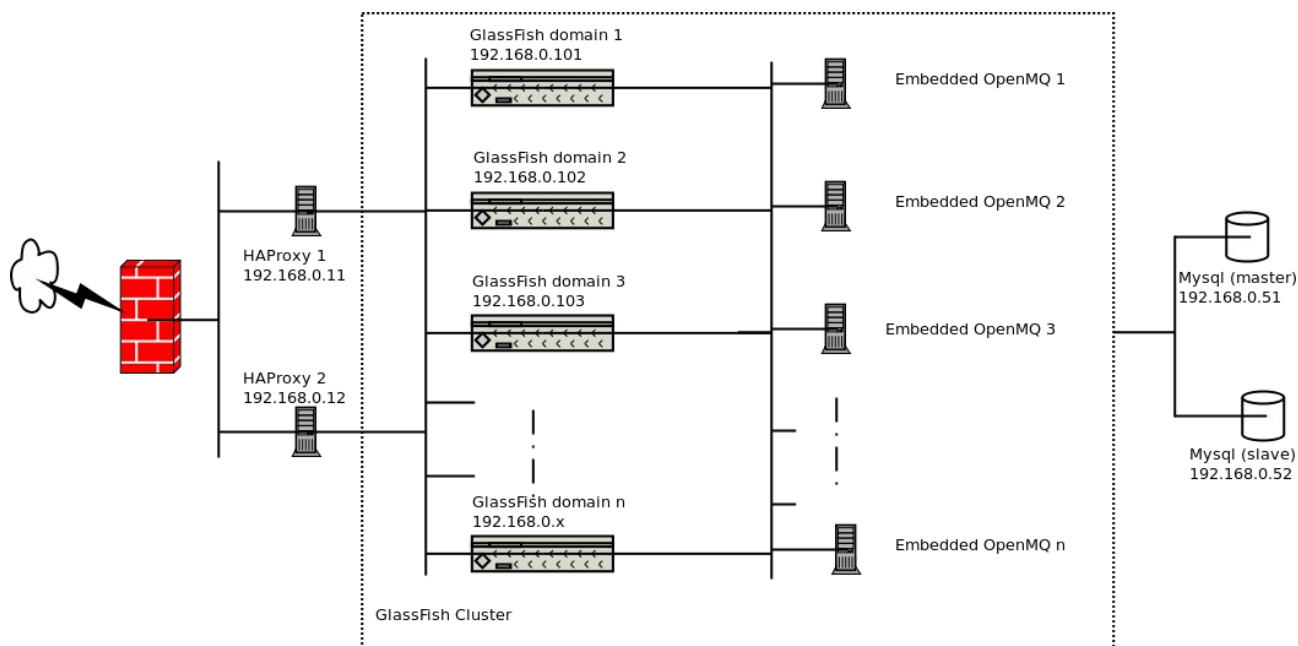 GlassFish domain 1
192.168.0.101
Embedded OpenMQ 1
GlassFish domain 2
192.168.0.102
Embedded OpenMQ 2
HAProxy 1
192.168.0.11
GlassFish domain 3
192.168.0.103
Embedded OpenMQ 3
Mysql (master)
192.168.0.51
HAProxy 2
192.168.0.12
Mysql (slave)
192.168.0.52
GlassFish domain n
192.168.0.x
Embedded OpenMQ n
GlassFish Cluster